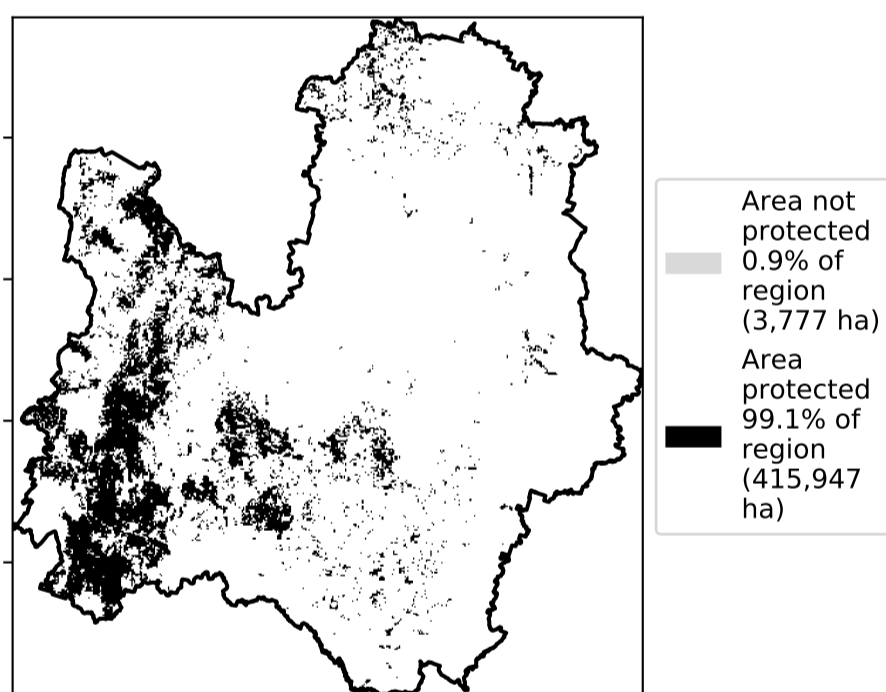 Area not
protected
0.9% of
region
(3,777 ha)
Area
protected
99.1% of
region
(415,947
ha)